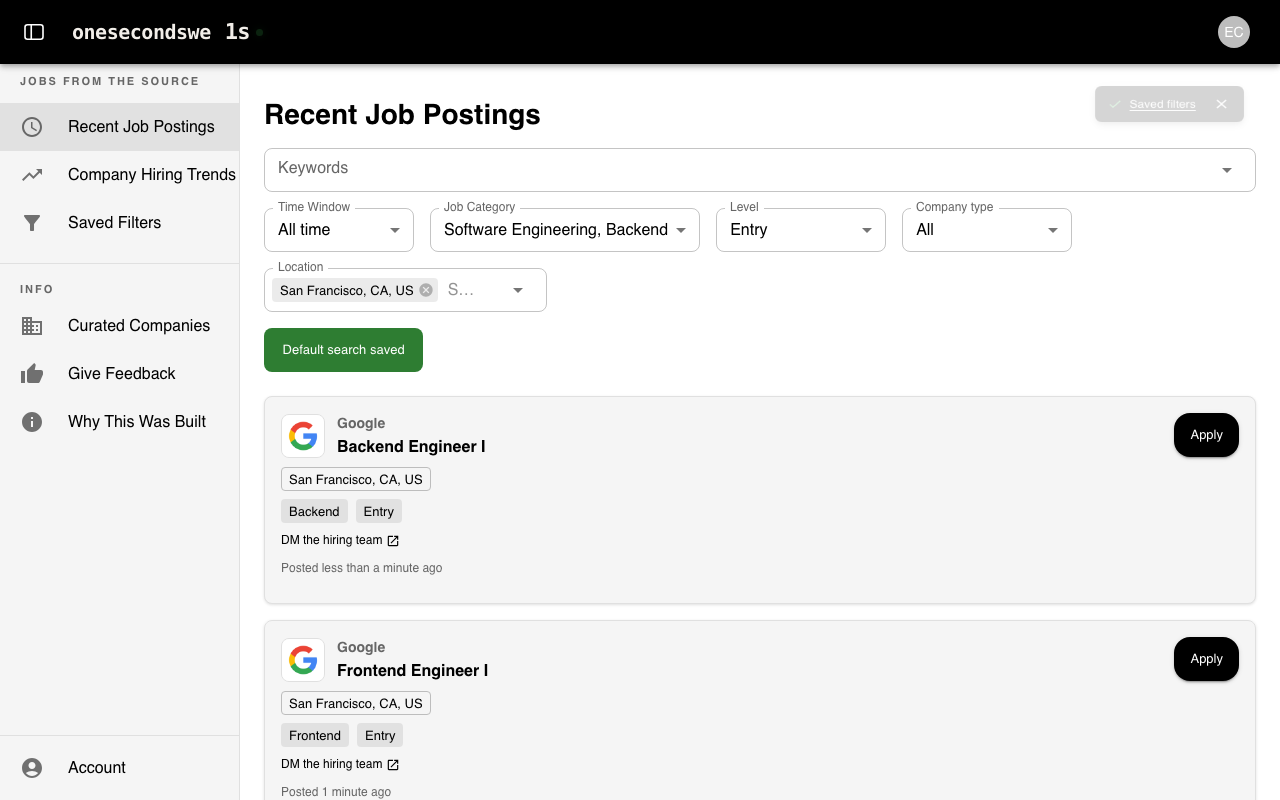 onesecondswe 1s
EC
JOBS FROM THE SOURCE
Recent Job Postings
Company Hiring Trends
Saved Filters
INFO
Curated Companies
Give Feedback
Why This Was Built
Account
Recent Job Postings
Saved filters
Keywords
Time Window
All time
Job Category
Software Engineering, Backend
Level
Entry
Company type
All
Location
San Francisco, CA, US
S...
Default search saved
Google
Backend Engineer I
Apply
San Francisco, CA, US
Backend
Entry
DM the hiring team
Posted less than a minute ago
Google
Frontend Engineer I
Apply
San Francisco, CA, US
Frontend
Entry
DM the hiring team
Posted 1 minute ago